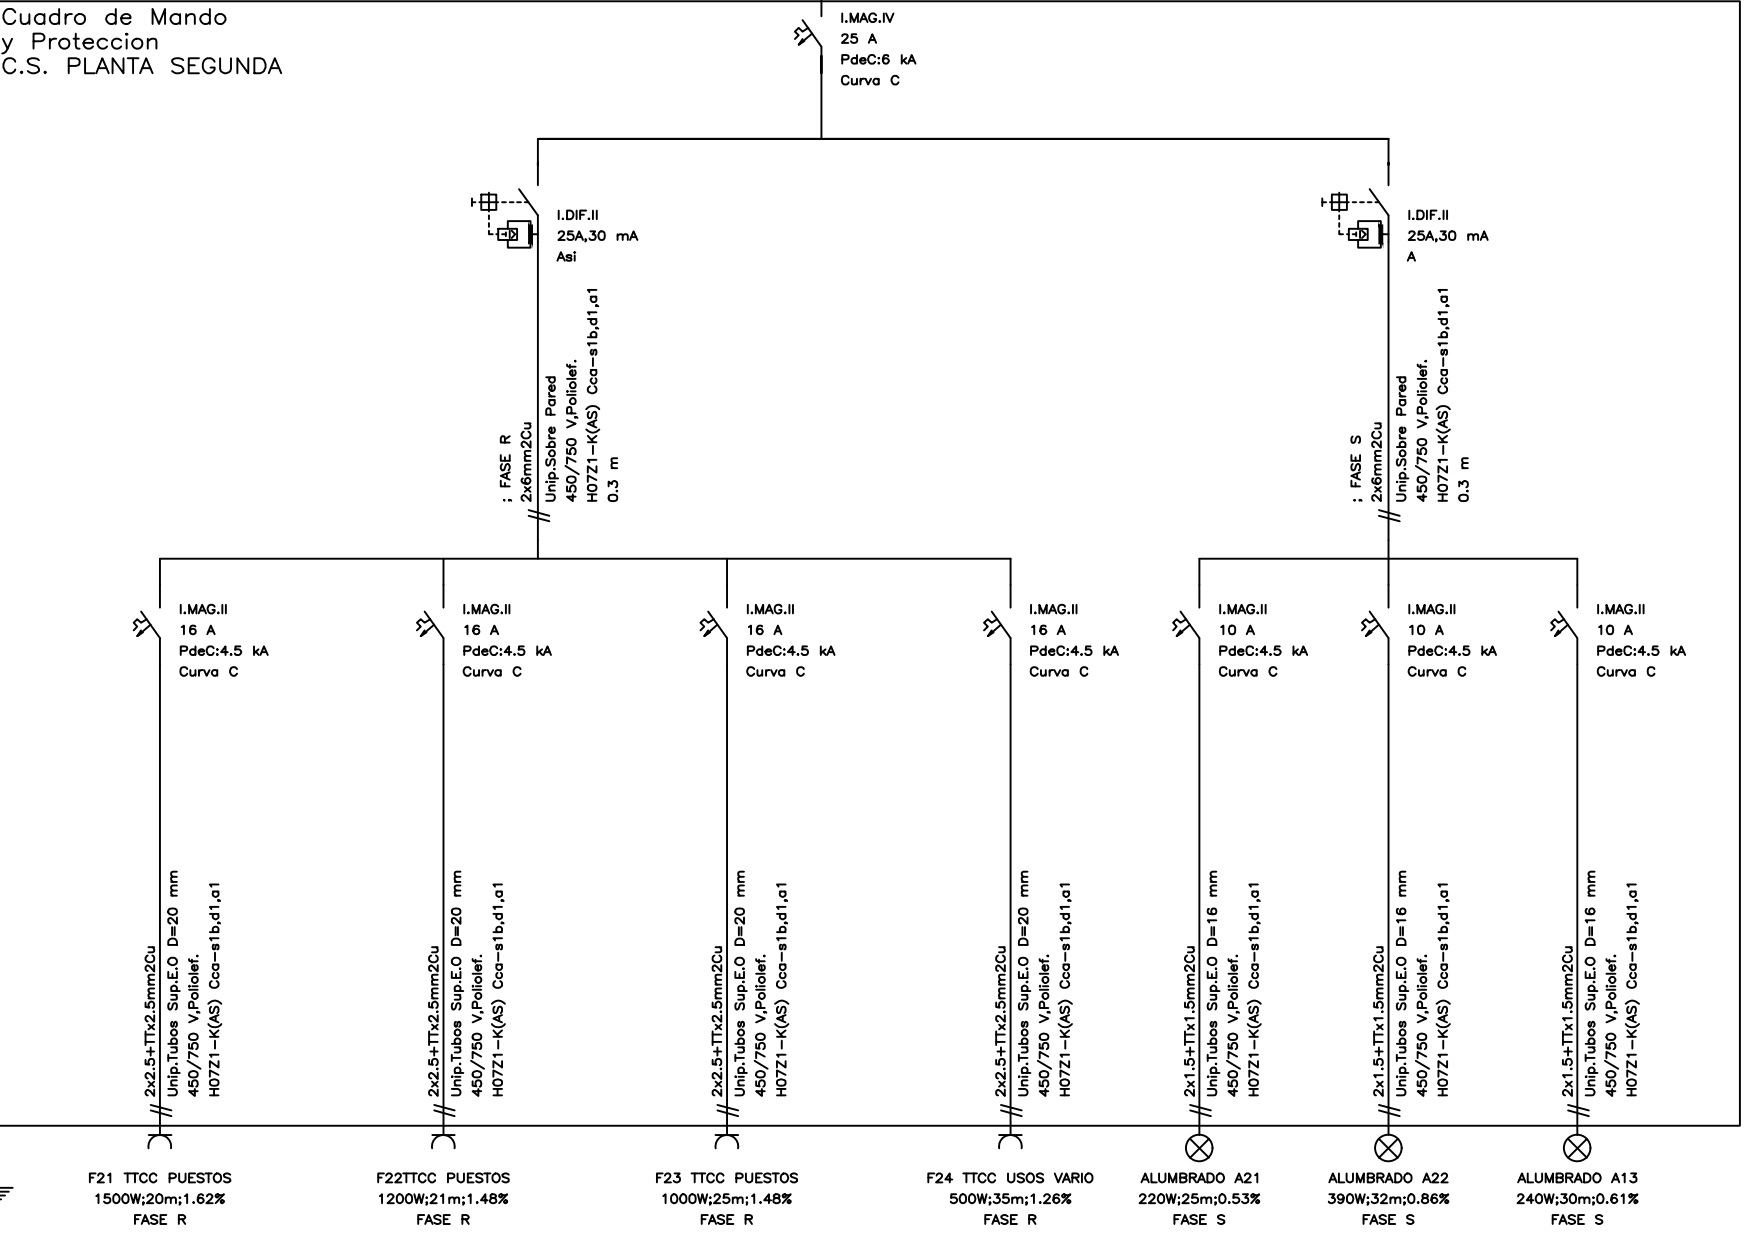 Cuadro de Mando
y Proteccion
C.S. PLANTA SEGUNDA
I.MAG.IV
25 A
PdeC:6 kA
Curva C
I.DIF.II
25A,30 mA
Asi
I.DIF.II
25A,30 mA
A
; FASE R
2x6mm2Cu
Unip.Sobre Pared
450/750 V,Poliolef.
H07Z1-K(AS) Cca-s1b,d1,a1
0.3 m
; FASE S
2x6mm2Cu
Unip.Sobre Pared
450/750 V,Poliolef.
H07Z1-K(AS) Cca-s1b,d1,a1
0.3 m
I.MAG.II
16 A
PdeC:4.5 kA
Curva C
I.MAG.II
16 A
PdeC:4.5 kA
Curva C
I.MAG.II
16 A
PdeC:4.5 kA
Curva C
I.MAG.II
16 A
PdeC:4.5 kA
Curva C
I.MAG.II
10 A
PdeC:4.5 kA
Curva C
I.MAG.II
10 A
PdeC:4.5 kA
Curva C
I.MAG.II
10 A
PdeC:4.5 kA
Curva C
2x2.5+TTx2.5mm2Cu
Unip.Tubos Sup.E.O D=20 mm
450/750 V,Poliolef.
H07Z1-K(AS) Cca-s1b,d1,a1
2x2.5+TTx2.5mm2Cu
Unip.Tubos Sup.E.O D=20 mm
450/750 V,Poliolef.
H07Z1-K(AS) Cca-s1b,d1,a1
2x2.5+TTx2.5mm2Cu
Unip.Tubos Sup.E.O D=20 mm
450/750 V,Poliolef.
H07Z1-K(AS) Cca-s1b,d1,a1
2x2.5+TTx2.5mm2Cu
Unip.Tubos Sup.E.O D=20 mm
450/750 V,Poliolef.
H07Z1-K(AS) Cca-s1b,d1,a1
2x1.5+TTx1.5mm2Cu
Unip.Tubos Sup.E.O D=16 mm
450/750 V,Poliolef.
H07Z1-K(AS) Cca-s1b,d1,a1
2x1.5+TTx1.5mm2Cu
Unip.Tubos Sup.E.O D=16 mm
450/750 V,Poliolef.
H07Z1-K(AS) Cca-s1b,d1,a1
2x1.5+TTx1.5mm2Cu
Unip.Tubos Sup.E.O D=16 mm
450/750 V,Poliolef.
H07Z1-K(AS) Cca-s1b,d1,a1
F21 TTCC PUESTOS
1500W;20m;1.62%
FASE R
F22TTCC PUESTOS
1200W;21m;1.48%
FASE R
F23 TTCC PUESTOS
1000W;25m;1.48%
FASE R
F24 TTCC USOS VARIO
500W;35m;1.26%
FASE R
ALUMBRADO A21
220W;25m;0.53%
FASE S
ALUMBRADO A22
390W;32m;0.86%
FASE S
ALUMBRADO A13
240W;30m;0.61%
FASE S